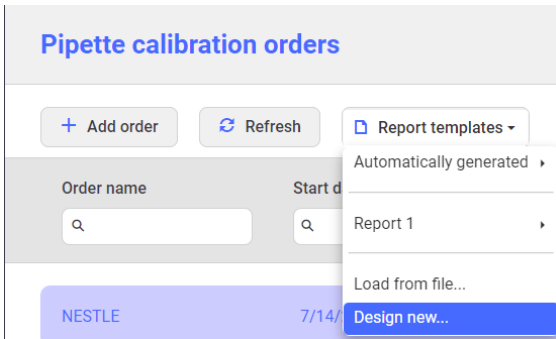 Pipette calibration orders
Add order
Refresh
Report templates
Automatically generated
Order name
Start d
Report 1
Load from file...
NESTLE
7/14/
Design new...